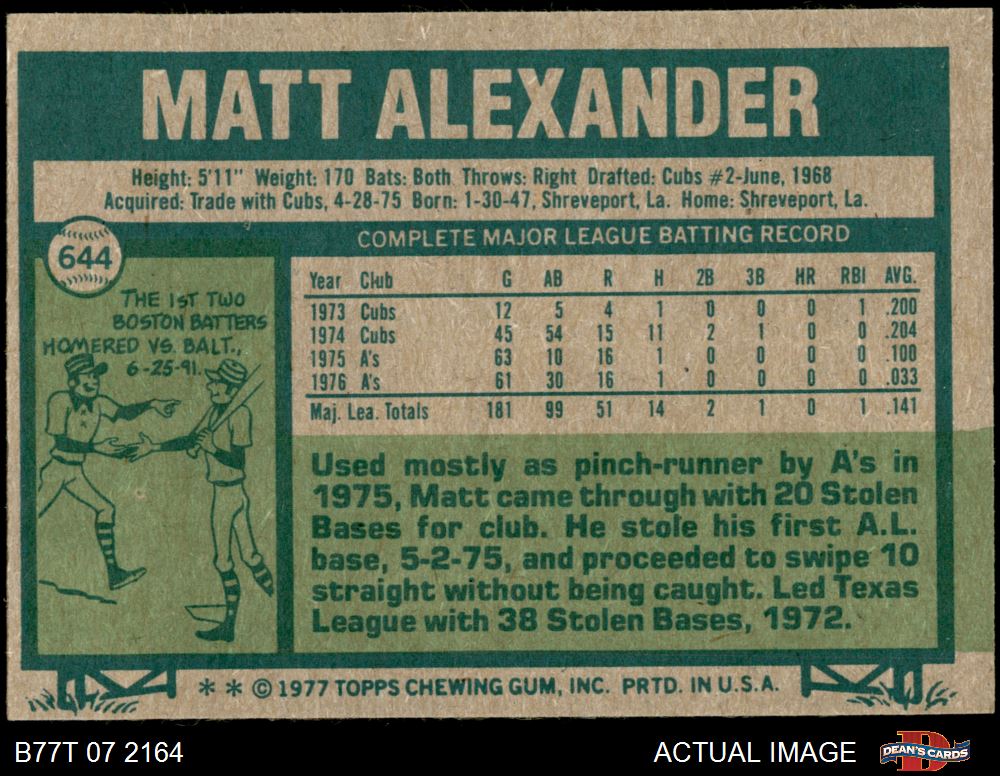 MATT ALEXANDER
Height: 5'11" Weight: 170 Bats: Both Throws: Right Drafted: Cubs #2-June, 1968
Acquired: Trade with Cubs, 4-28-75 Born: 1-30-47, Shreveport, La. Home: Shreveport, La.
644
THE 1ST TWO
BOSTON BATTERS
HOMERED VS. BALT.,
6-25-91.
COMPLETE MAJOR LEAGUE BATTING RECORD
Year Club G AB R H 2B 3B HR RBI AVG.
1973 Cubs 12 5 4 1 0 0 0 1 .200
1974 Cubs 45 54 15 11 2 1 0 0 .204
1975 A's 63 10 16 1 0 0 0 0 .100
1976 A's 61 30 16 1 0 0 0 0 .033
Maj. Lea. Totals 181 99 51 14 2 1 0 1 .141
Used mostly as pinch-runner by A's in
1975, Matt came through with 20 Stolen
Bases for club. He stole his first A.L.
base, 5-2-75, and proceeded to swipe 10
straight without being caught. Led Texas
League with 38 Stolen Bases, 1972.
* * © 1977 TOPPS CHEWING GUM, INC. PRTD. IN U.S.A.
B77T 07 2164
ACTUAL IMAGE
D
DEAN'S CARDS